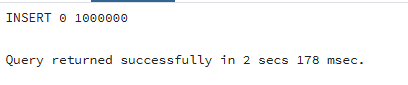 INSERT 0 1000000
Query returned successfully in 2 secs 178 msec.